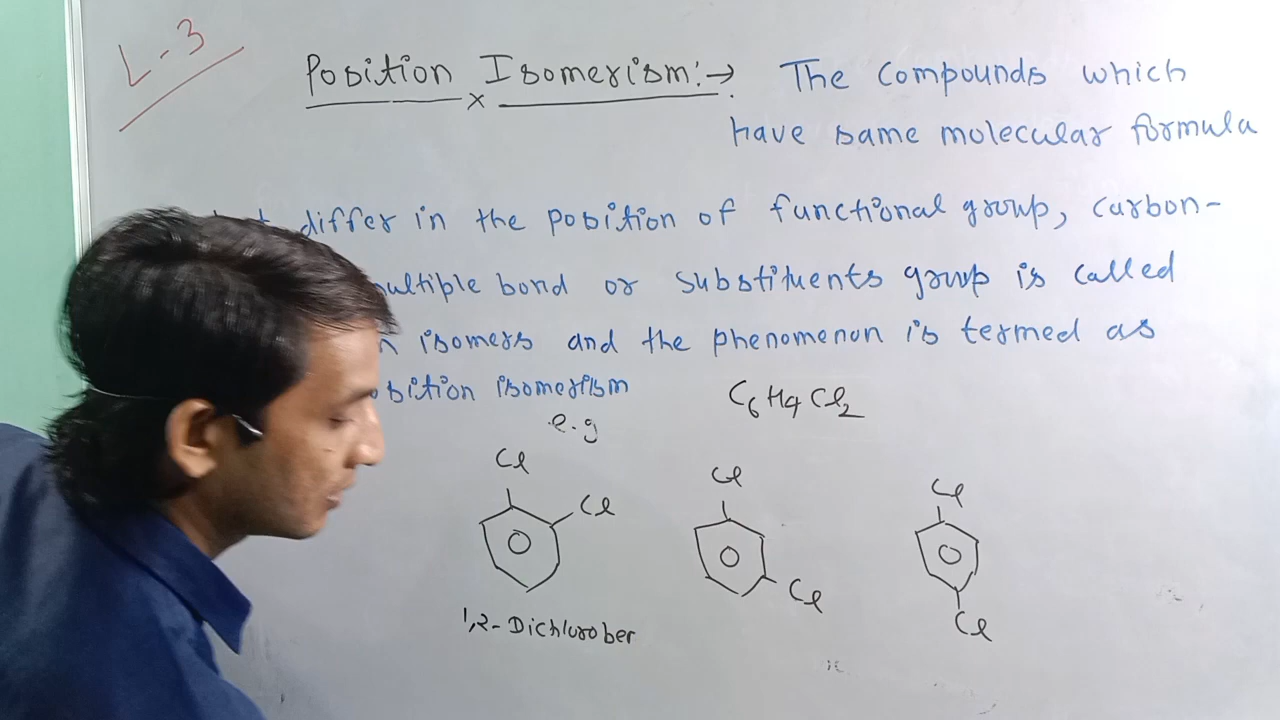 L-3
Position Isomerism:→ The Compounds which
have same molecular formula
differ in the position of functional group, carbon-
multiple bond or substituents group is called
isomers and the phenomenon is termed as
isomerism
C6H4Cl2
e.g
Cl Cl Cl
Cl
Cl
Cl
1,2-Dichlorober